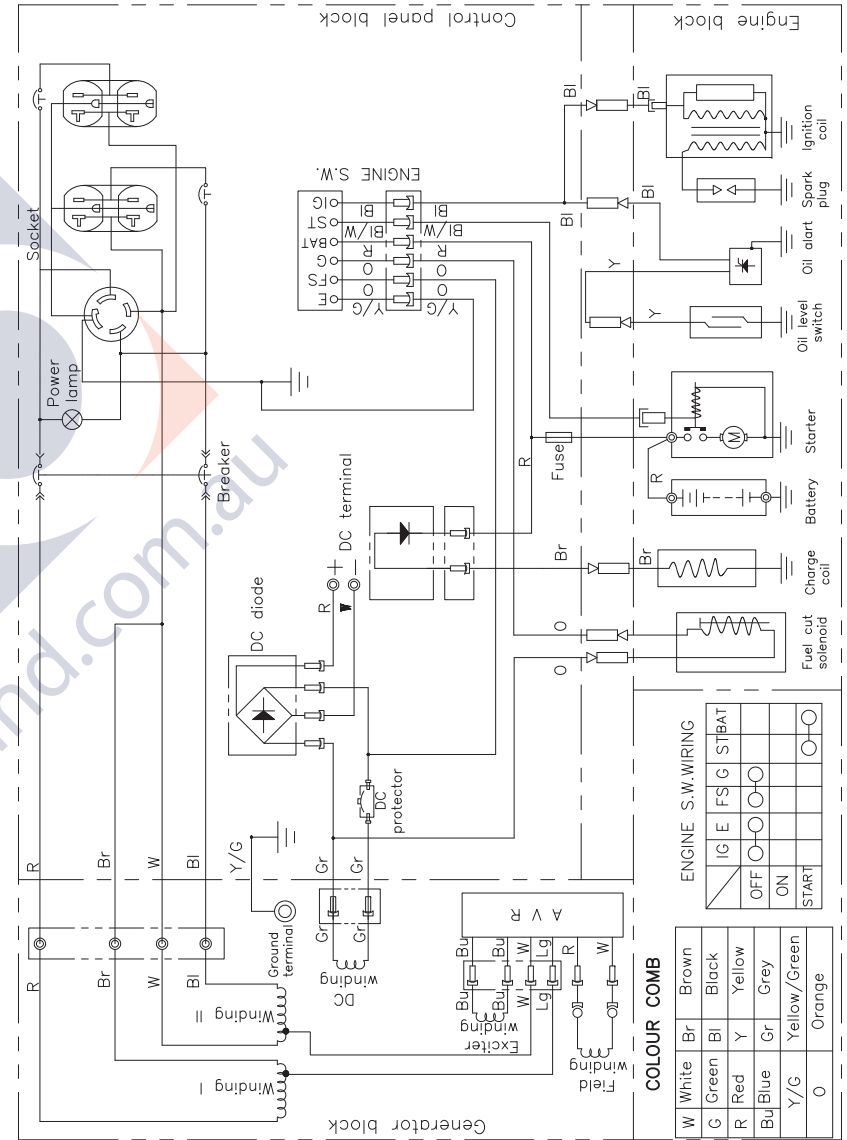 Control panel block
Engine block
Generator block
Socket
Power
lamp
Breaker
ENGINE S.W.
IG
ST
BAT
G
FS
E
Bl
Bl/W
R
O
O
Y/G
Bl
Bl/W
R
O
O
Y/G
Bl
Bl
Bl
Bl
Y
Y
Ignition
coil
Spark
plug
Oil alart
Oil level
switch
M
Starter
R
Battery
Fuse
R
Br
Br
Charge
coil
O
O
Fuel cut
solenoid
DC diode
DC terminal
+
−
R
W
DC
protector
Y/G
Ground
terminal
R
Br
W
Bl
R
Br
W
Bl
Gr
Gr
Gr
Gr
DC
winding
Winding II
Winding I
Exciter
winding
Field
winding
Bu
Bu
W
Lg
Bu
Bu
W
Lg
R
W
A V R
ENGINE S.W.WIRING
IG E FS G ST BAT
OFF
ON
START
COLOUR COMB
W White Br Brown
G Green Bl Black
R Red Y Yellow
Bu Blue Gr Grey
Y/G Yellow/Green
O Orange
nd.com.au